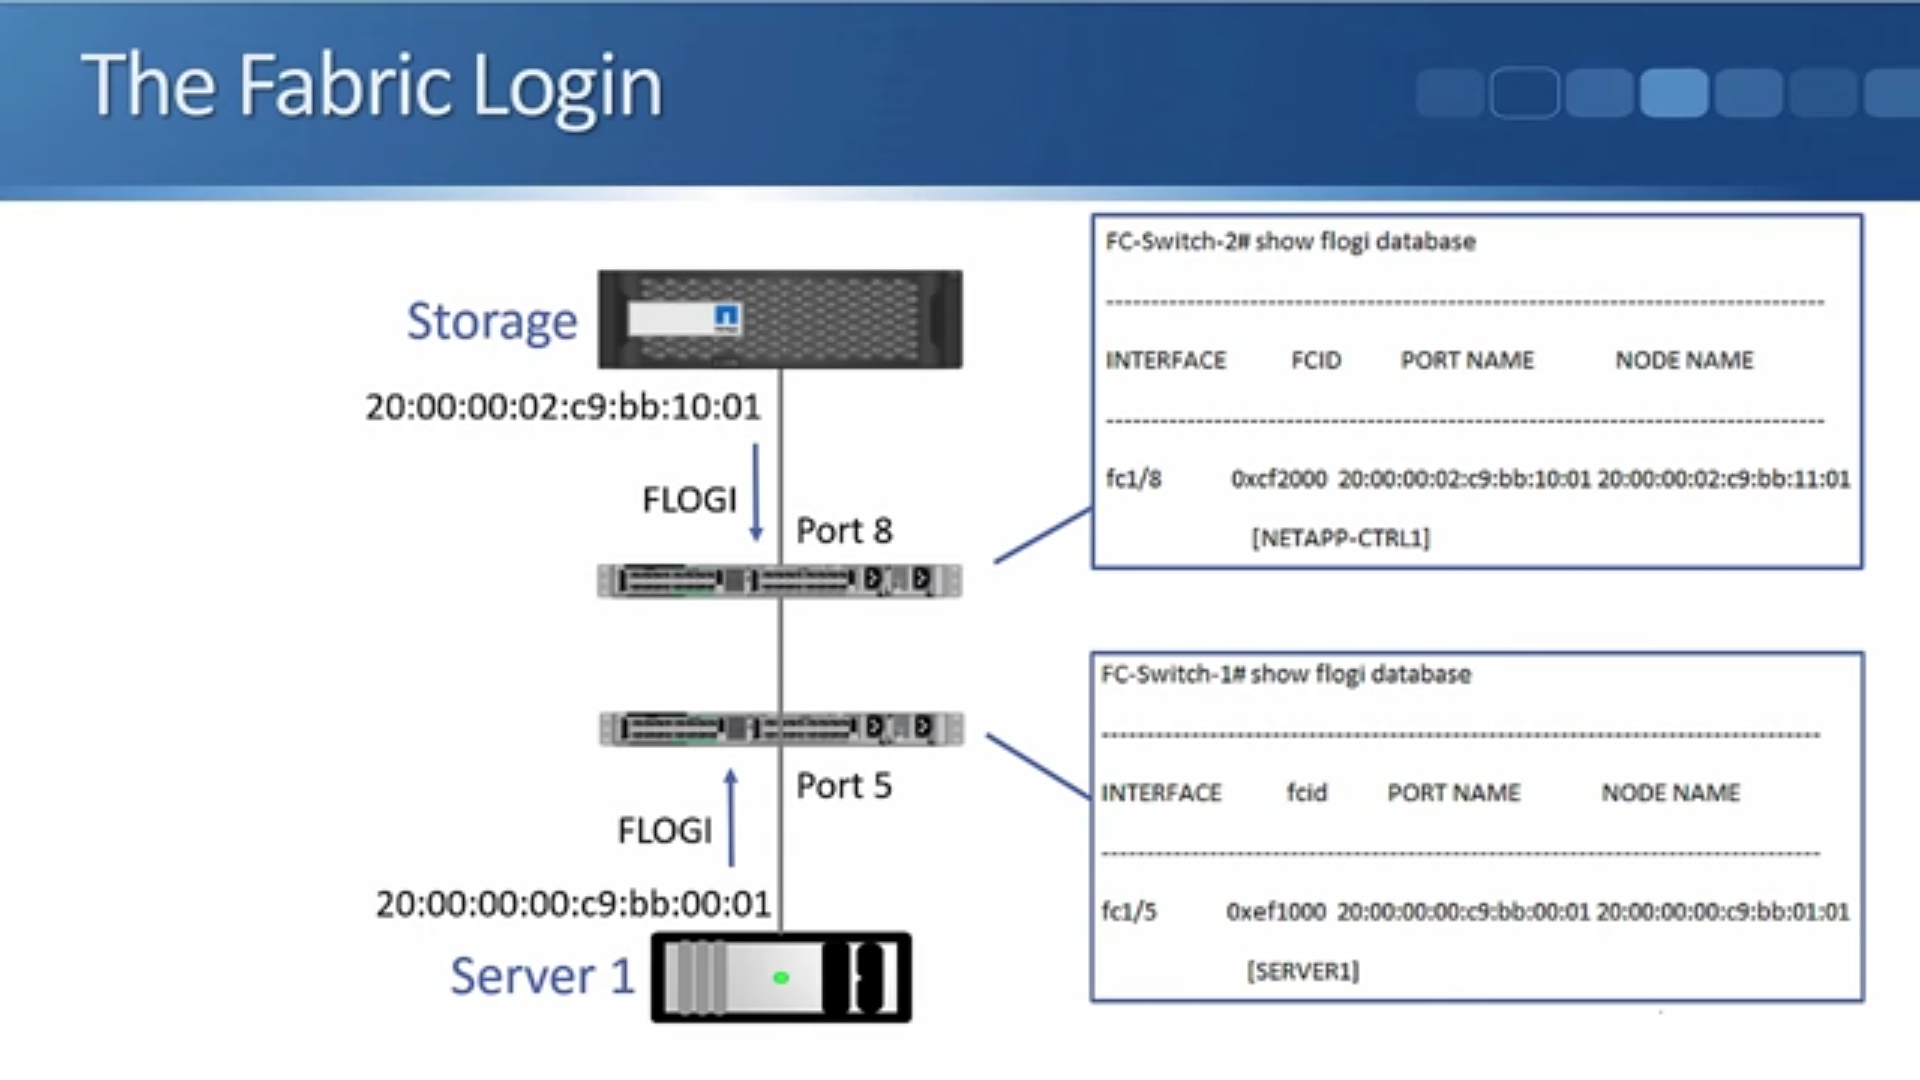 The Fabric Login
Storage
20:00:00:02:c9:bb:10:01
FLOGI
Port 8
Port 5
FLOGI
20:00:00:00:c9:bb:00:01
Server 1
FC-Switch-2# show flogi database
--------------------------------------------------------------------------------
INTERFACE FCID PORT NAME NODE NAME
--------------------------------------------------------------------------------
fc1/8 0xcf2000 20:00:00:02:c9:bb:10:01 20:00:00:02:c9:bb:11:01
[NETAPP-CTRL1]
FC-Switch-1# show flogi database
--------------------------------------------------------------------------------
INTERFACE fcid PORT NAME NODE NAME
--------------------------------------------------------------------------------
fc1/5 0xef1000 20:00:00:00:c9:bb:00:01 20:00:00:00:c9:bb:01:01
[SERVER1]